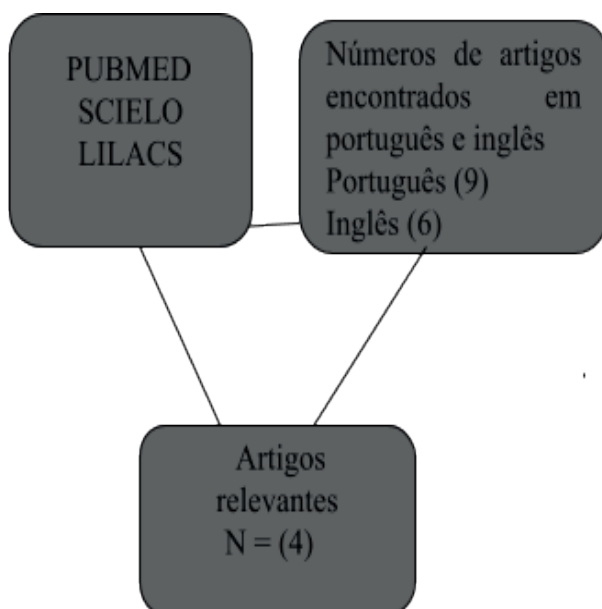 PUBMED
SCIELO
LILACS
Números de artigos
encontrados em
português e inglês
Português (9)
Inglês (6)
Artigos
relevantes
N = (4)